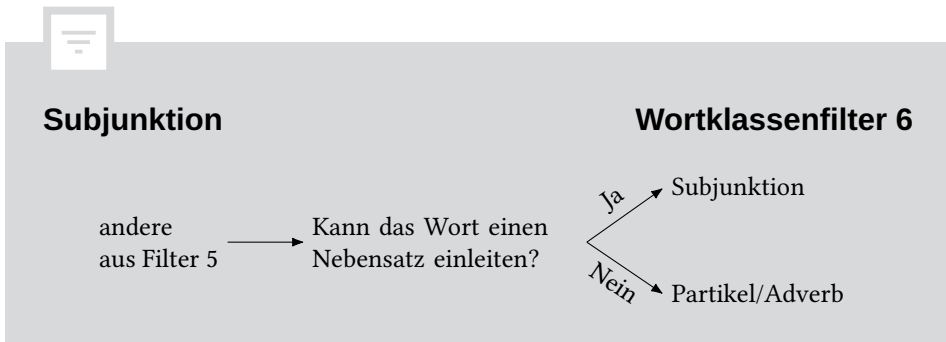 Subjunktion Wortklassenfilter 6
Ja Subjunktion
andere Kann das Wort einen
aus Filter 5 Nebensatz einleiten?
Nein Partikel/Adverb